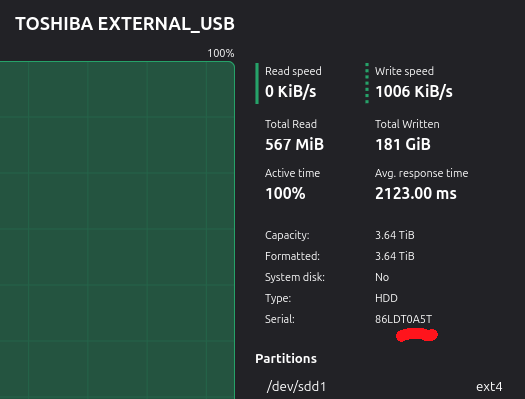 TOSHIBA EXTERNAL_USB
100%
Read speed
0 KiB/s
Write speed
1006 KiB/s
Total Read
567 MiB
Total Written
181 GiB
Active time
100%
Avg. response time
2123.00 ms
Capacity: 3.64 TiB
Formatted: 3.64 TiB
System disk: No
Type: HDD
Serial: 86LDT0A5T
Partitions
/dev/sdd1 ext4